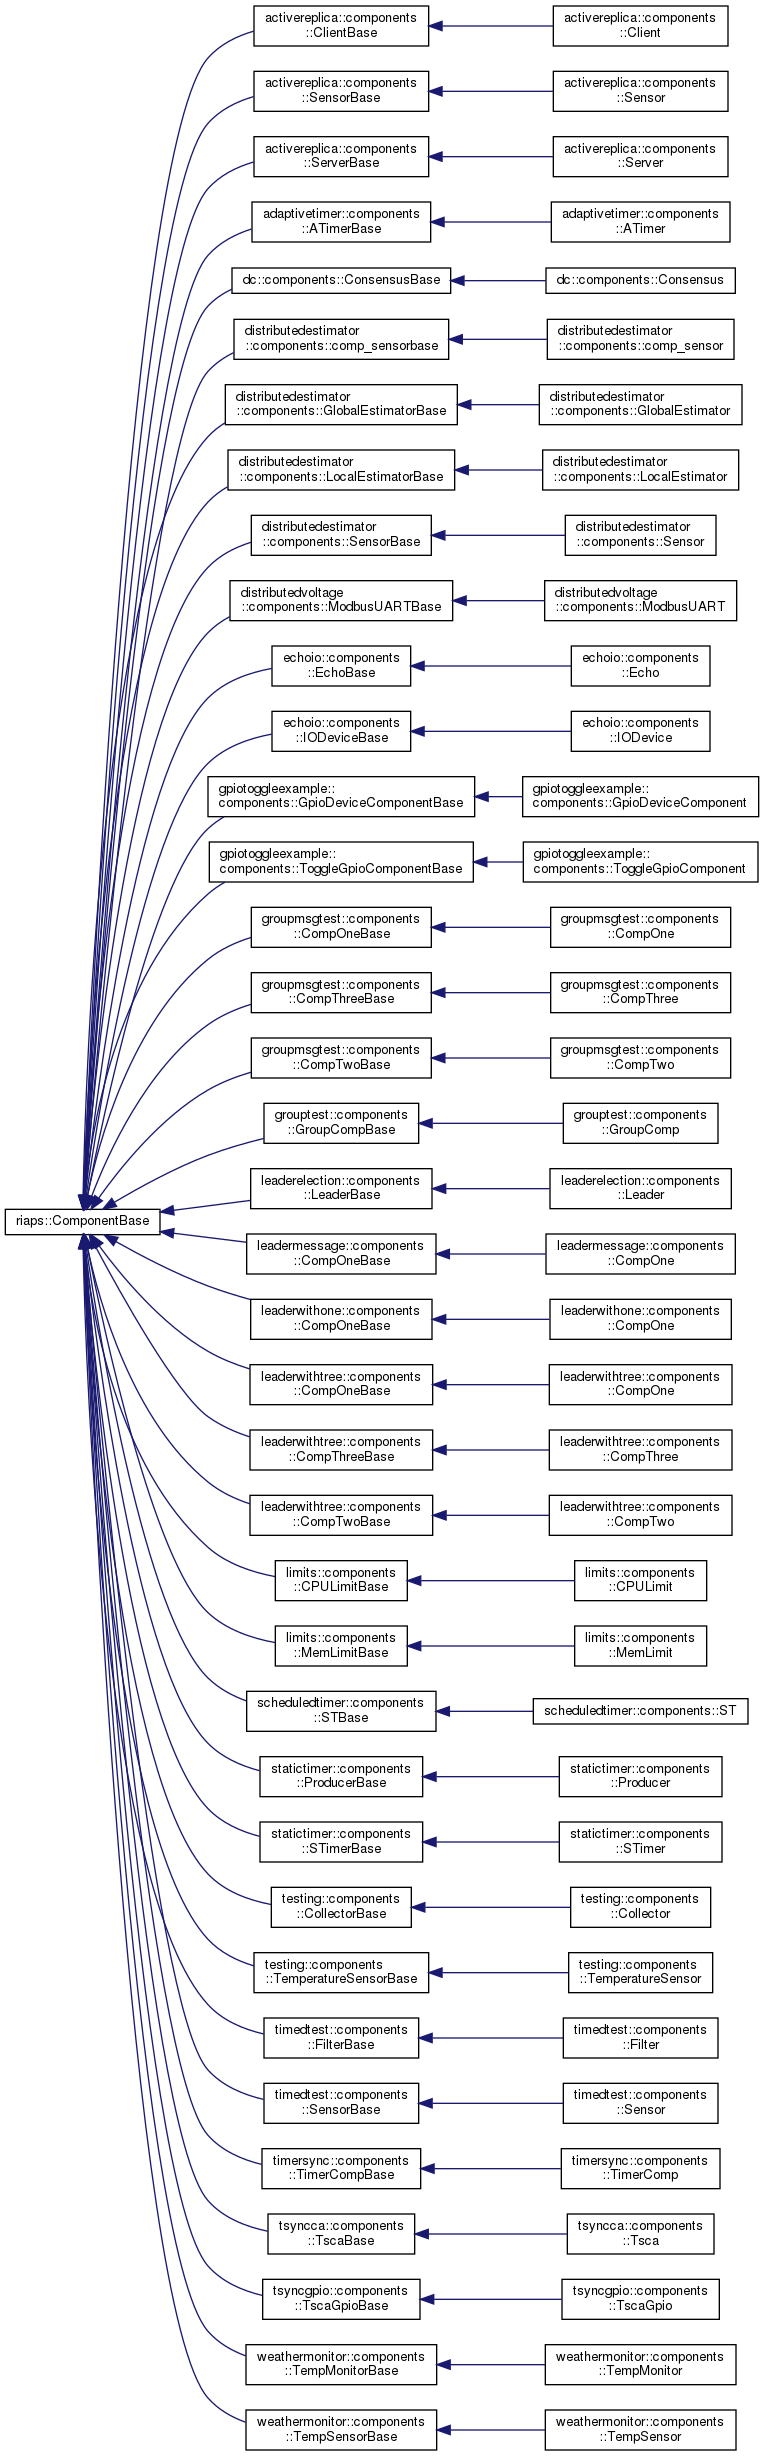 activereplica::components
::ClientBase
activereplica::components
::Client
activereplica::components
::SensorBase
activereplica::components
::Sensor
activereplica::components
::ServerBase
activereplica::components
::Server
adaptivetimer::components
::ATimerBase
adaptivetimer::components
::ATimer
dc::components::ConsensusBase
dc::components::Consensus
distributedestimator
::components::comp_sensorbase
distributedestimator
::components::comp_sensor
distributedestimator
::components::GlobalEstimatorBase
distributedestimator
::components::GlobalEstimator
distributedestimator
::components::LocalEstimatorBase
distributedestimator
::components::LocalEstimator
distributedestimator
::components::SensorBase
distributedestimator
::components::Sensor
distributedvoltage
::components::ModbusUARTBase
distributedvoltage
::components::ModbusUART
echoio::components
::EchoBase
echoio::components
::Echo
echoio::components
::IODeviceBase
echoio::components
::IODevice
gpiotoggleexample::
components::GpioDeviceComponentBase
gpiotoggleexample::
components::GpioDeviceComponent
gpiotoggleexample::
components::ToggleGpioComponentBase
gpiotoggleexample::
components::ToggleGpioComponent
groupmsgtest::components
::CompOneBase
groupmsgtest::components
::CompOne
groupmsgtest::components
::CompThreeBase
groupmsgtest::components
::CompThree
groupmsgtest::components
::CompTwoBase
groupmsgtest::components
::CompTwo
grouptest::components
::GroupCompBase
grouptest::components
::GroupComp
leaderelection::components
::LeaderBase
leaderelection::components
::Leader
riaps::ComponentBase
leadermessage::components
::CompOneBase
leadermessage::components
::CompOne
leaderwithone::components
::CompOneBase
leaderwithone::components
::CompOne
leaderwithtree::components
::CompOneBase
leaderwithtree::components
::CompOne
leaderwithtree::components
::CompThreeBase
leaderwithtree::components
::CompThree
leaderwithtree::components
::CompTwoBase
leaderwithtree::components
::CompTwo
limits::components
::CPULimitBase
limits::components
::CPULimit
limits::components
::MemLimitBase
limits::components
::MemLimit
scheduledtimer::components
::STBase
scheduledtimer::components::ST
statictimer::components
::ProducerBase
statictimer::components
::Producer
statictimer::components
::STimerBase
statictimer::components
::STimer
testing::components
::CollectorBase
testing::components
::Collector
testing::components
::TemperatureSensorBase
testing::components
::TemperatureSensor
timedtest::components
::FilterBase
timedtest::components
::Filter
timedtest::components
::SensorBase
timedtest::components
::Sensor
timersync::components
::TimerCompBase
timersync::components
::TimerComp
tsyncca::components
::TscaBase
tsyncca::components
::Tsca
tsyncgpio::components
::TscaGpioBase
tsyncgpio::components
::TscaGpio
weathermonitor::components
::TempMonitorBase
weathermonitor::components
::TempMonitor
weathermonitor::components
::TempSensorBase
weathermonitor::components
::TempSensor